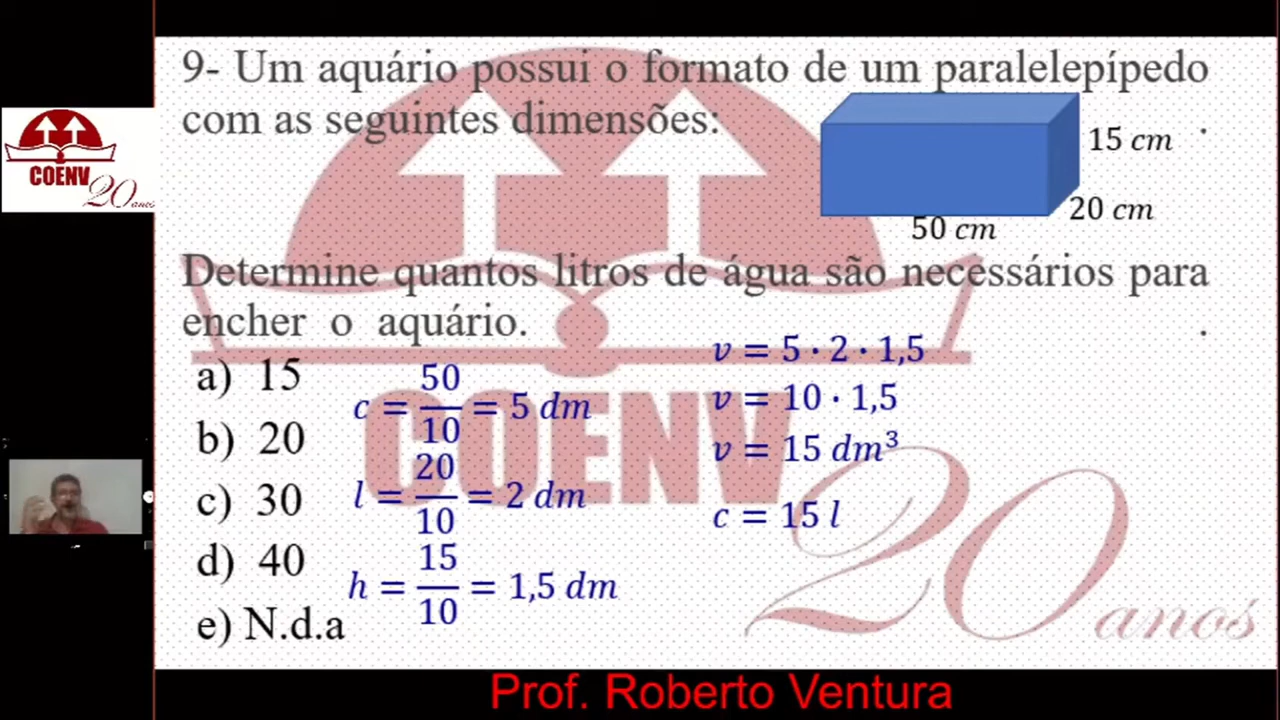 9- Um aquário possui o formato de um paralelepípedo
com as seguintes dimensões: .
15 cm
20 cm
50 cm
COENV
20 anos
Determine quantos litros de água são necessários para
encher o aquário. .
a) 15
b) 20
c) 30
d) 40
e) N.d.a
c = 50/10 = 5 dm
l = 20/10 = 2 dm
h = 15/10 = 1,5 dm
v = 5 · 2 · 1,5
v = 10 · 1,5
v = 15 dm³
c = 15 l
COENV
20 anos
Prof. Roberto Ventura